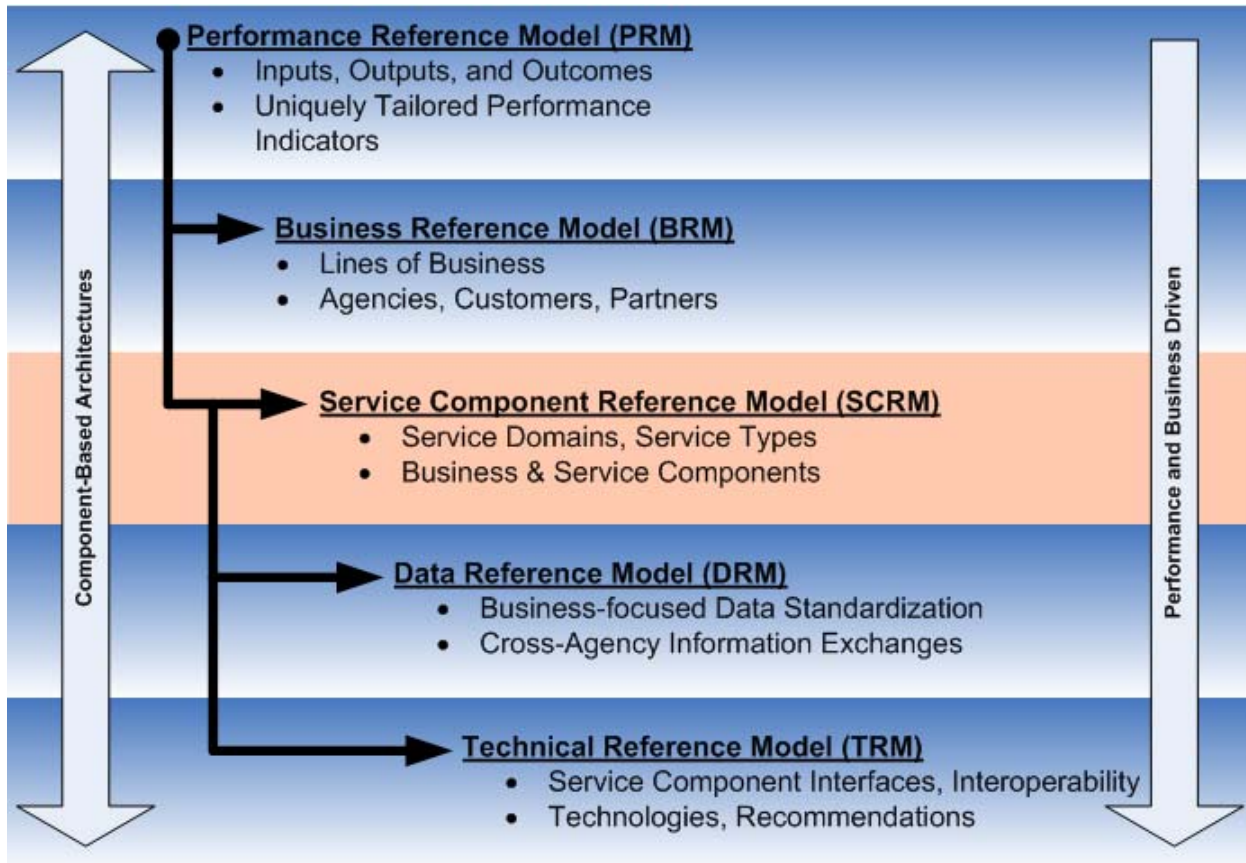 Performance Reference Model (PRM)
• Inputs, Outputs, and Outcomes
• Uniquely Tailored Performance
Indicators
Business Reference Model (BRM)
• Lines of Business
• Agencies, Customers, Partners
Component-Based Architectures
Performance and Business Driven
Service Component Reference Model (SCRM)
• Service Domains, Service Types
• Business & Service Components
Data Reference Model (DRM)
• Business-focused Data Standardization
• Cross-Agency Information Exchanges
Technical Reference Model (TRM)
• Service Component Interfaces, Interoperability
• Technologies, Recommendations